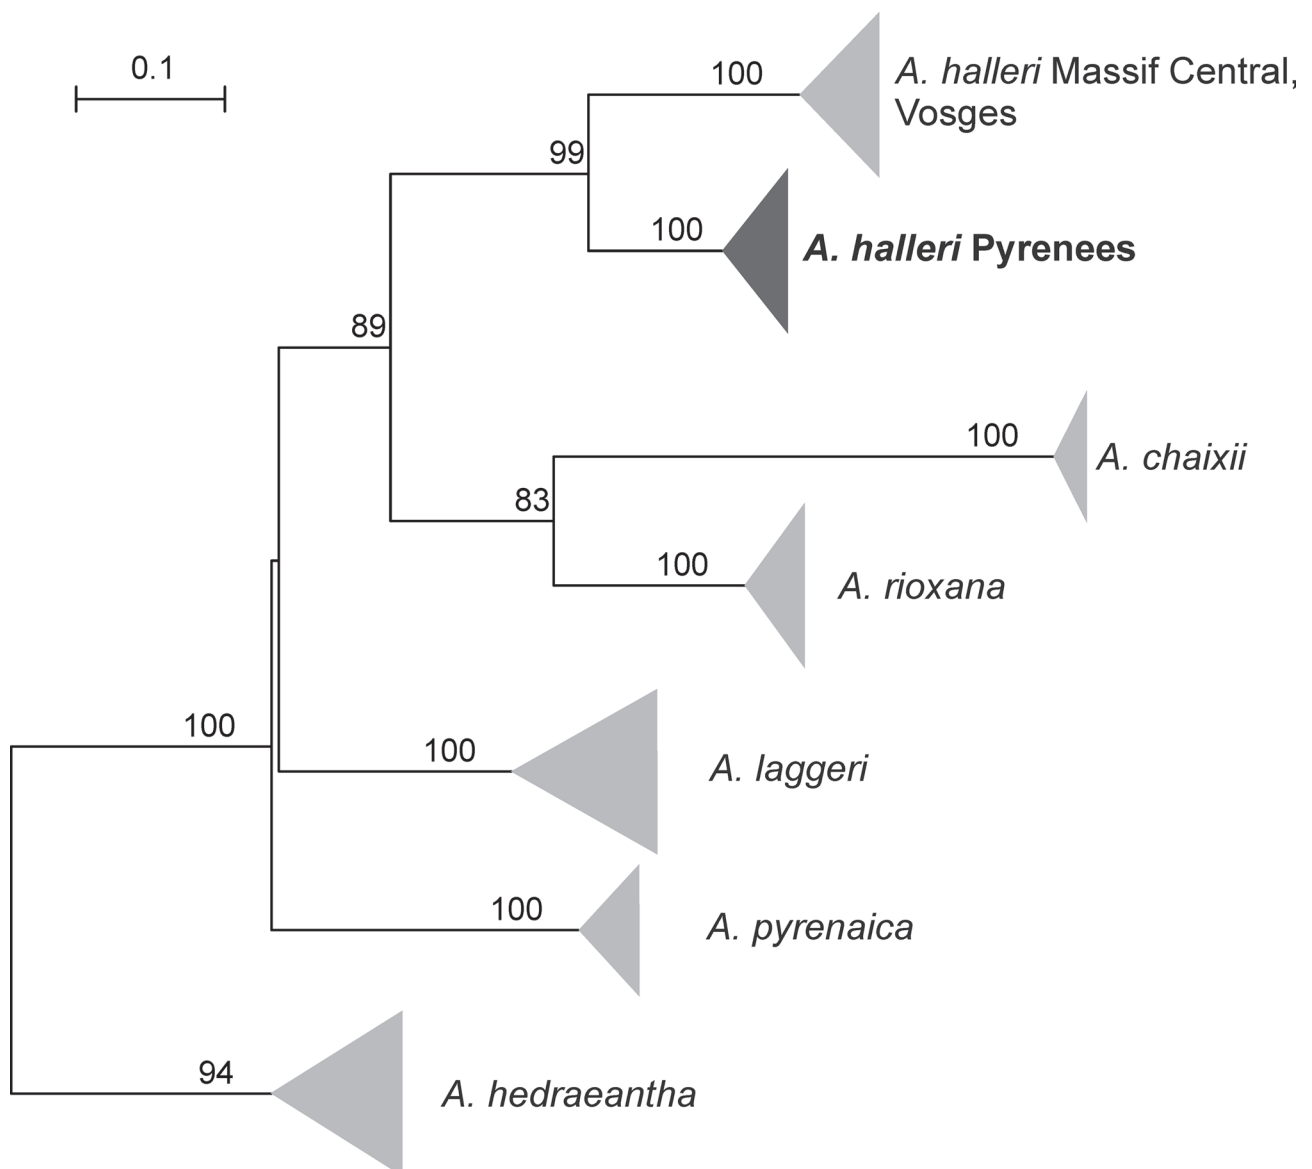 0.1
100
A. halleri Massif Central,
Vosges
99
100
A. halleri Pyrenees
89
100
A. chaixii
83
100
A. rioxana
100
100
A. laggeri
100
A. pyrenaica
94
A. hedraeantha